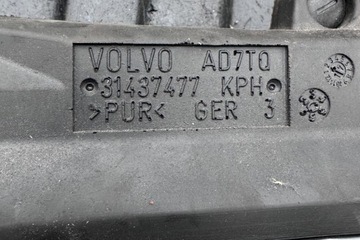 VOLVO AD7TQ
31437477 KPH
>PUR< GER 3